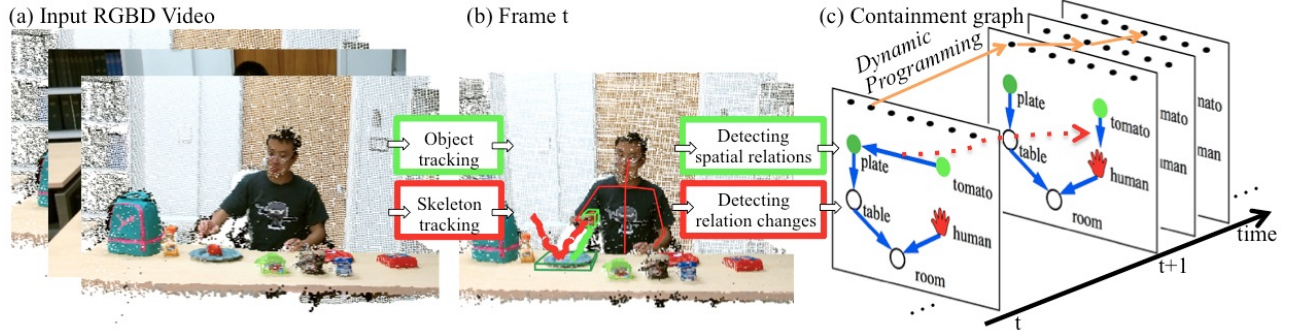 (a) Input RGBD Video
(b) Frame t
(c) Containment graph
Object
tracking
Skeleton
tracking
Detecting
spatial relations
Detecting
relation changes
Dynamic
Programming
plate
tomato
table
human
room
t
plate
tomato
table
human
room
t+1
mato
uman
nato
man
time